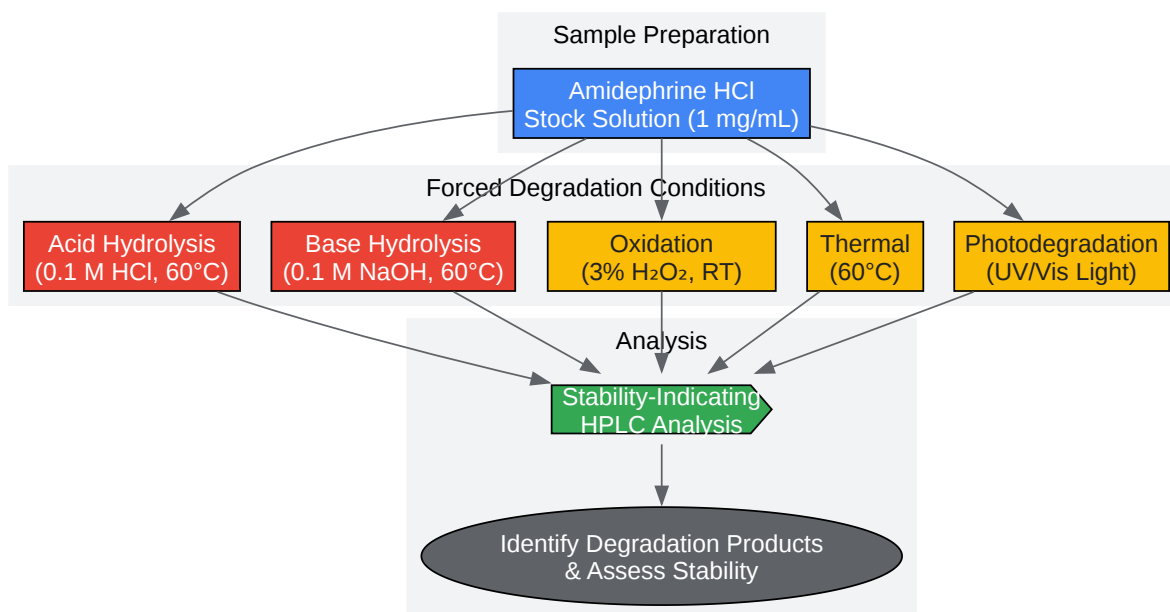 Sample Preparation
Amidephrine HCl
Stock Solution (1 mg/mL)
Forced Degradation Conditions
Acid Hydrolysis
(0.1 M HCl, 60°C)
Base Hydrolysis
(0.1 M NaOH, 60°C)
Oxidation
(3% H₂O₂, RT)
Thermal
(60°C)
Photodegradation
(UV/Vis Light)
Analysis
Stability-Indicating
HPLC Analysis
Identify Degradation Products
& Assess Stability